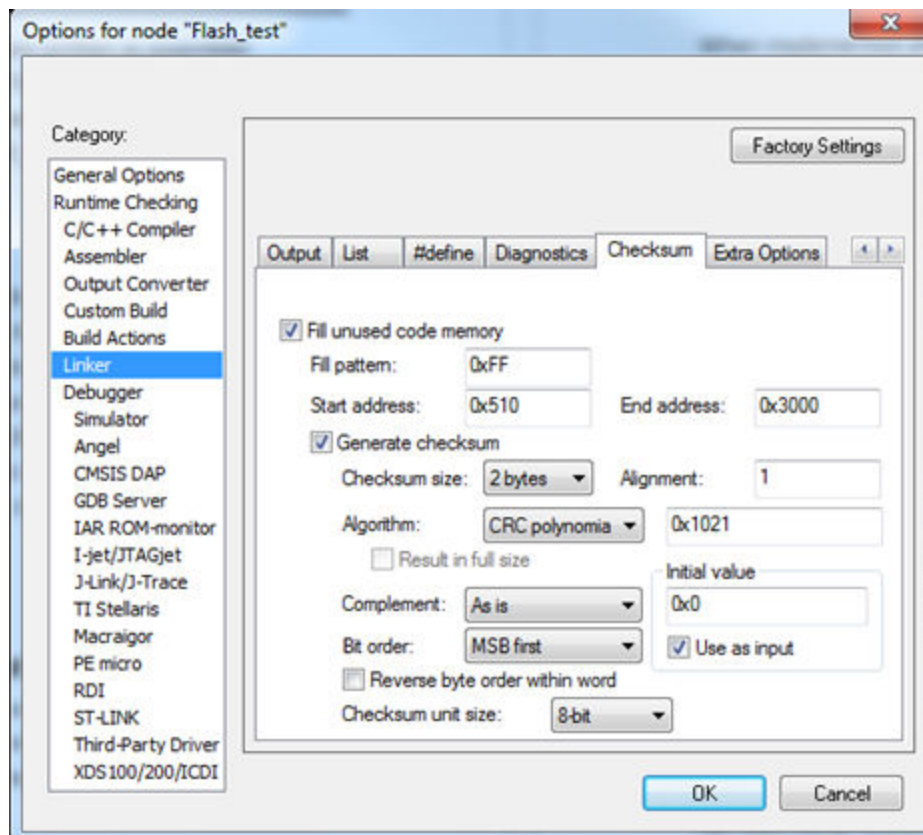 Options for node "Flash_test"
Category:
Factory Settings
General Options
Runtime Checking
C/C++ Compiler
Assembler
Output Converter
Custom Build
Build Actions
Linker
Debugger
Simulator
Angel
CMSIS DAP
GDB Server
IAR ROM-monitor
I-jet/JTAGjet
J-Link/J-Trace
TI Stellaris
Macraigor
PE micro
RDI
ST-LINK
Third-Party Driver
XDS100/200/ICDI
Output List #define Diagnostics Checksum Extra Options
Fill unused code memory
Fill pattern: 0xFF
Start address: 0x510 End address: 0x3000
Generate checksum
Checksum size: 2 bytes Alignment: 1
Algorithm: CRC polynomia 0x1021
Result in full size
Initial value
Complement: As is 0x0
Bit order: MSB first Use as input
Reverse byte order within word
Checksum unit size: 8-bit
OK Cancel